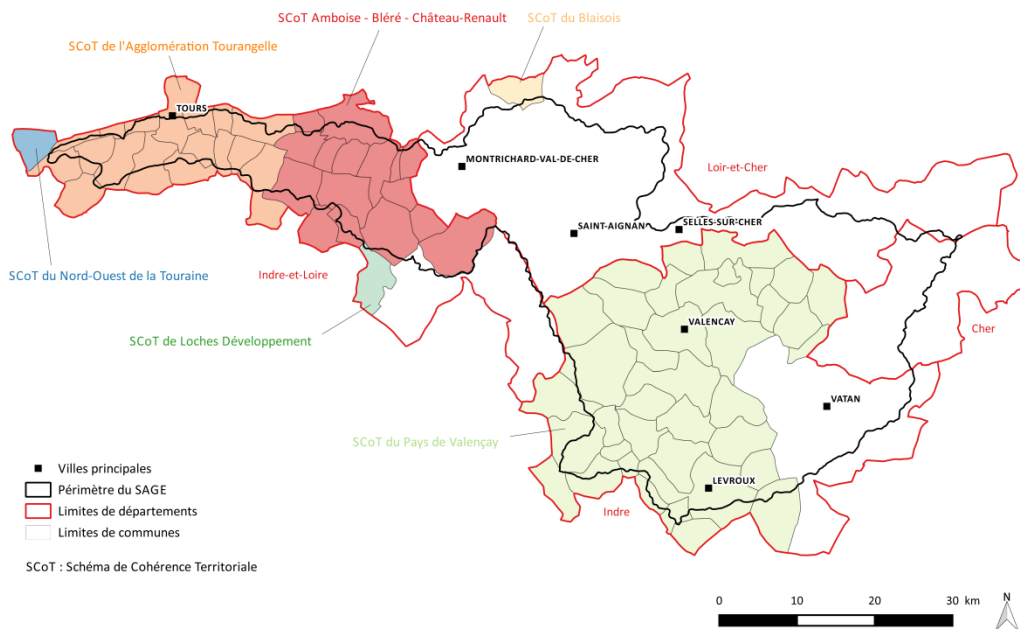 SCoT Amboise - Bléré - Château-Renault
SCoT du Blaisois
SCoT de l'Agglomération Tourangelle
TOURS
MONTRICHARD-VAL-DE-CHER
Loir-et-Cher
SAINT-AIGNAN
SELLES-SUR-CHER
SCoT du Nord-Ouest de la Touraine
Indre-et-Loire
VALENCAY
Cher
SCoT de Loches Développement
VATAN
SCoT du Pays de Valençay
Villes principales
LEVROUX
Périmètre du SAGE
Limites de départements
Indre
Limites de communes
SCoT : Schéma de Cohérence Territoriale
0 10 20 30 km
N